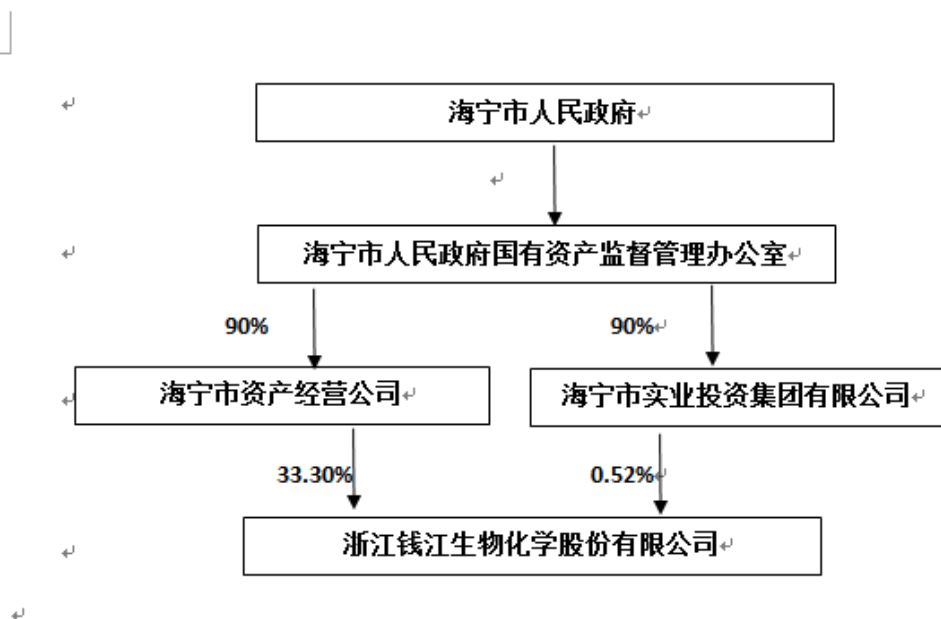 海宁市人民政府
海宁市人民政府国有资产监督管理办公室
90%
90%
海宁市资产经营公司
海宁市实业投资集团有限公司
33.30%
0.52%
浙江钱江生物化学股份有限公司